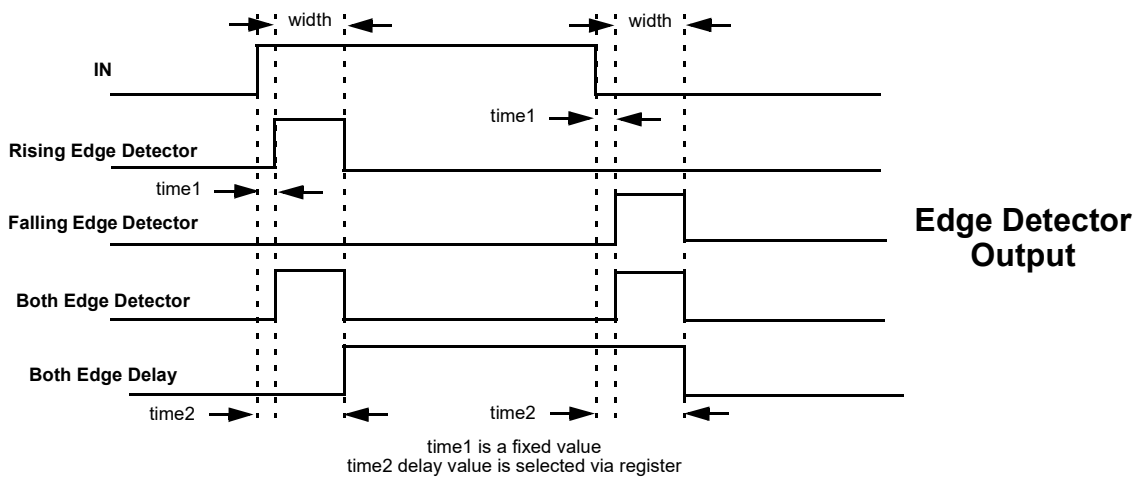 width
width
IN
time1
Rising Edge Detector
time1
Falling Edge Detector
Edge Detector
Output
Both Edge Detector
Both Edge Delay
time2
time2
time1 is a fixed value
time2 delay value is selected via register